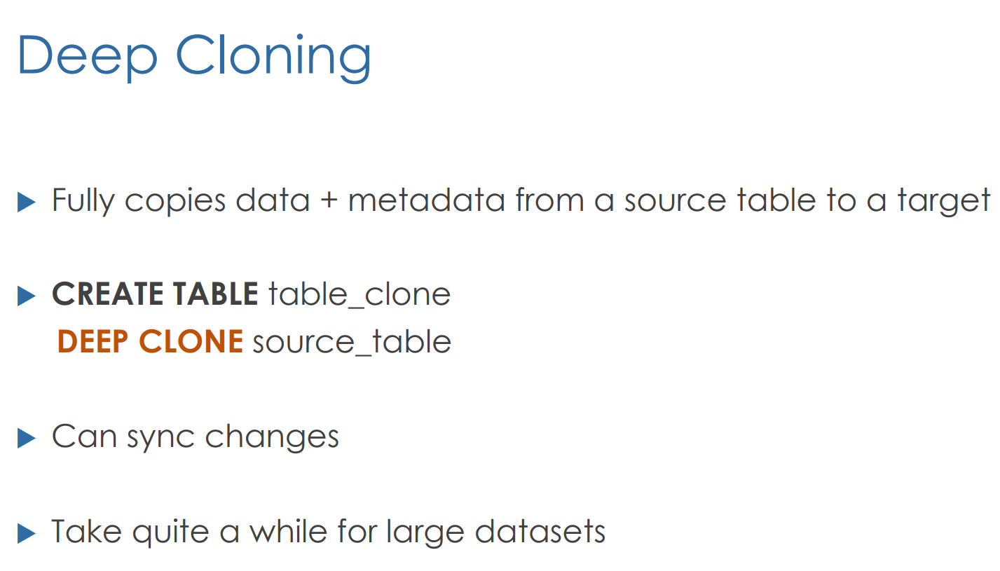 Deep Cloning
Fully copies data + metadata from a source table to a target
CREATE TABLE table_clone
DEEP CLONE source_table
Can sync changes
Take quite a while for large datasets